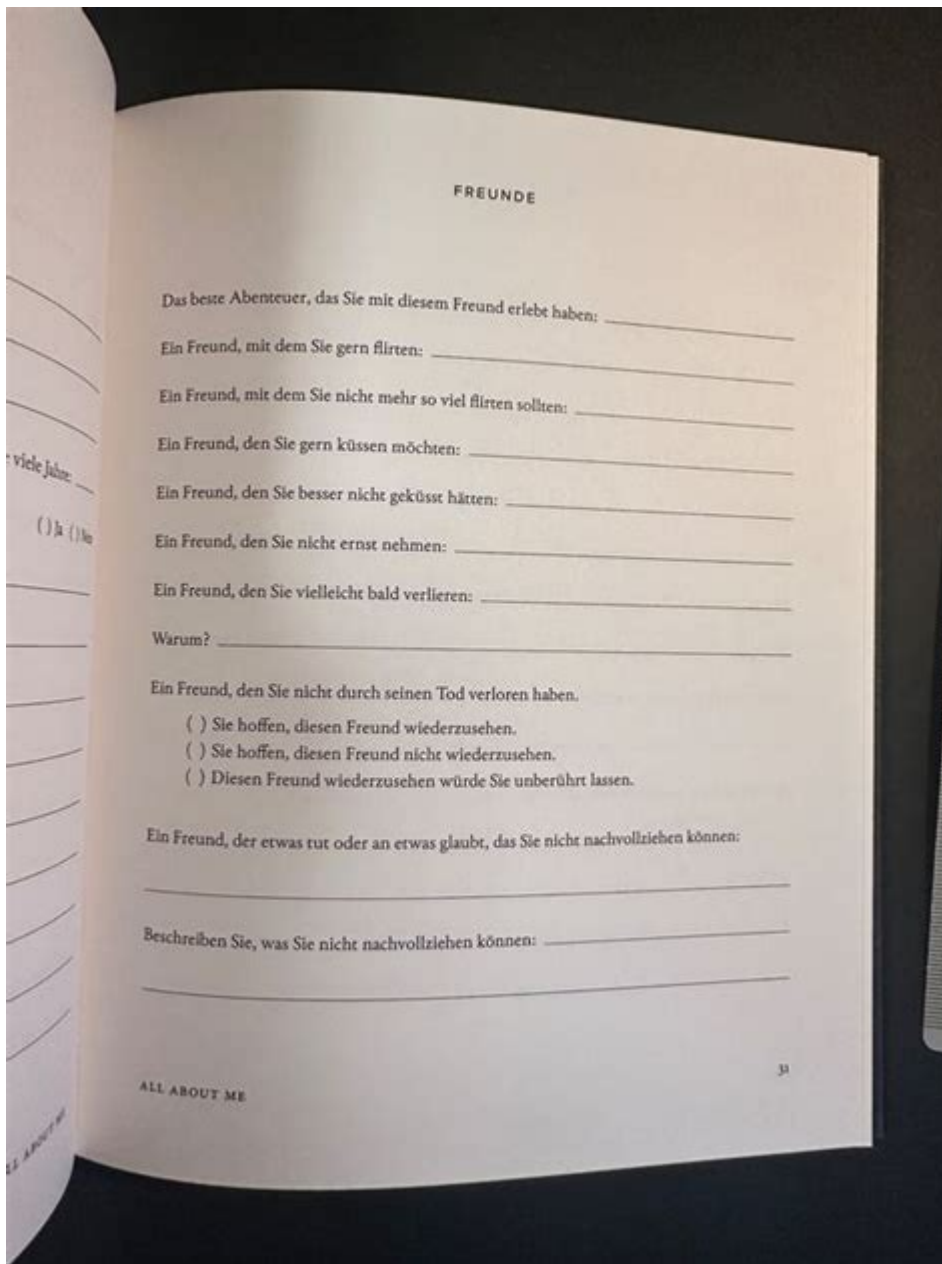 viele Jahre:
( ) Ja ( ) Nein
FREUNDE
Das beste Abenteuer, das Sie mit diesem Freund erlebt haben:
Ein Freund, mit dem Sie gern flirten:
Ein Freund, mit dem Sie nicht mehr so viel flirten sollten:
Ein Freund, den Sie gern küssen möchten:
Ein Freund, den Sie besser nicht geküsst hätten:
Ein Freund, den Sie nicht ernst nehmen:
Ein Freund, den Sie vielleicht bald verlieren:
Warum?
Ein Freund, den Sie nicht durch seinen Tod verloren haben.
( ) Sie hoffen, diesen Freund wiederzusehen.
( ) Sie hoffen, diesen Freund nicht wiederzusehen.
( ) Diesen Freund wiederzusehen würde Sie unberührt lassen.
Ein Freund, der etwas tut oder an etwas glaubt, das Sie nicht nachvollziehen können:
Beschreiben Sie, was Sie nicht nachvollziehen können:
ALL ABOUT ME
31